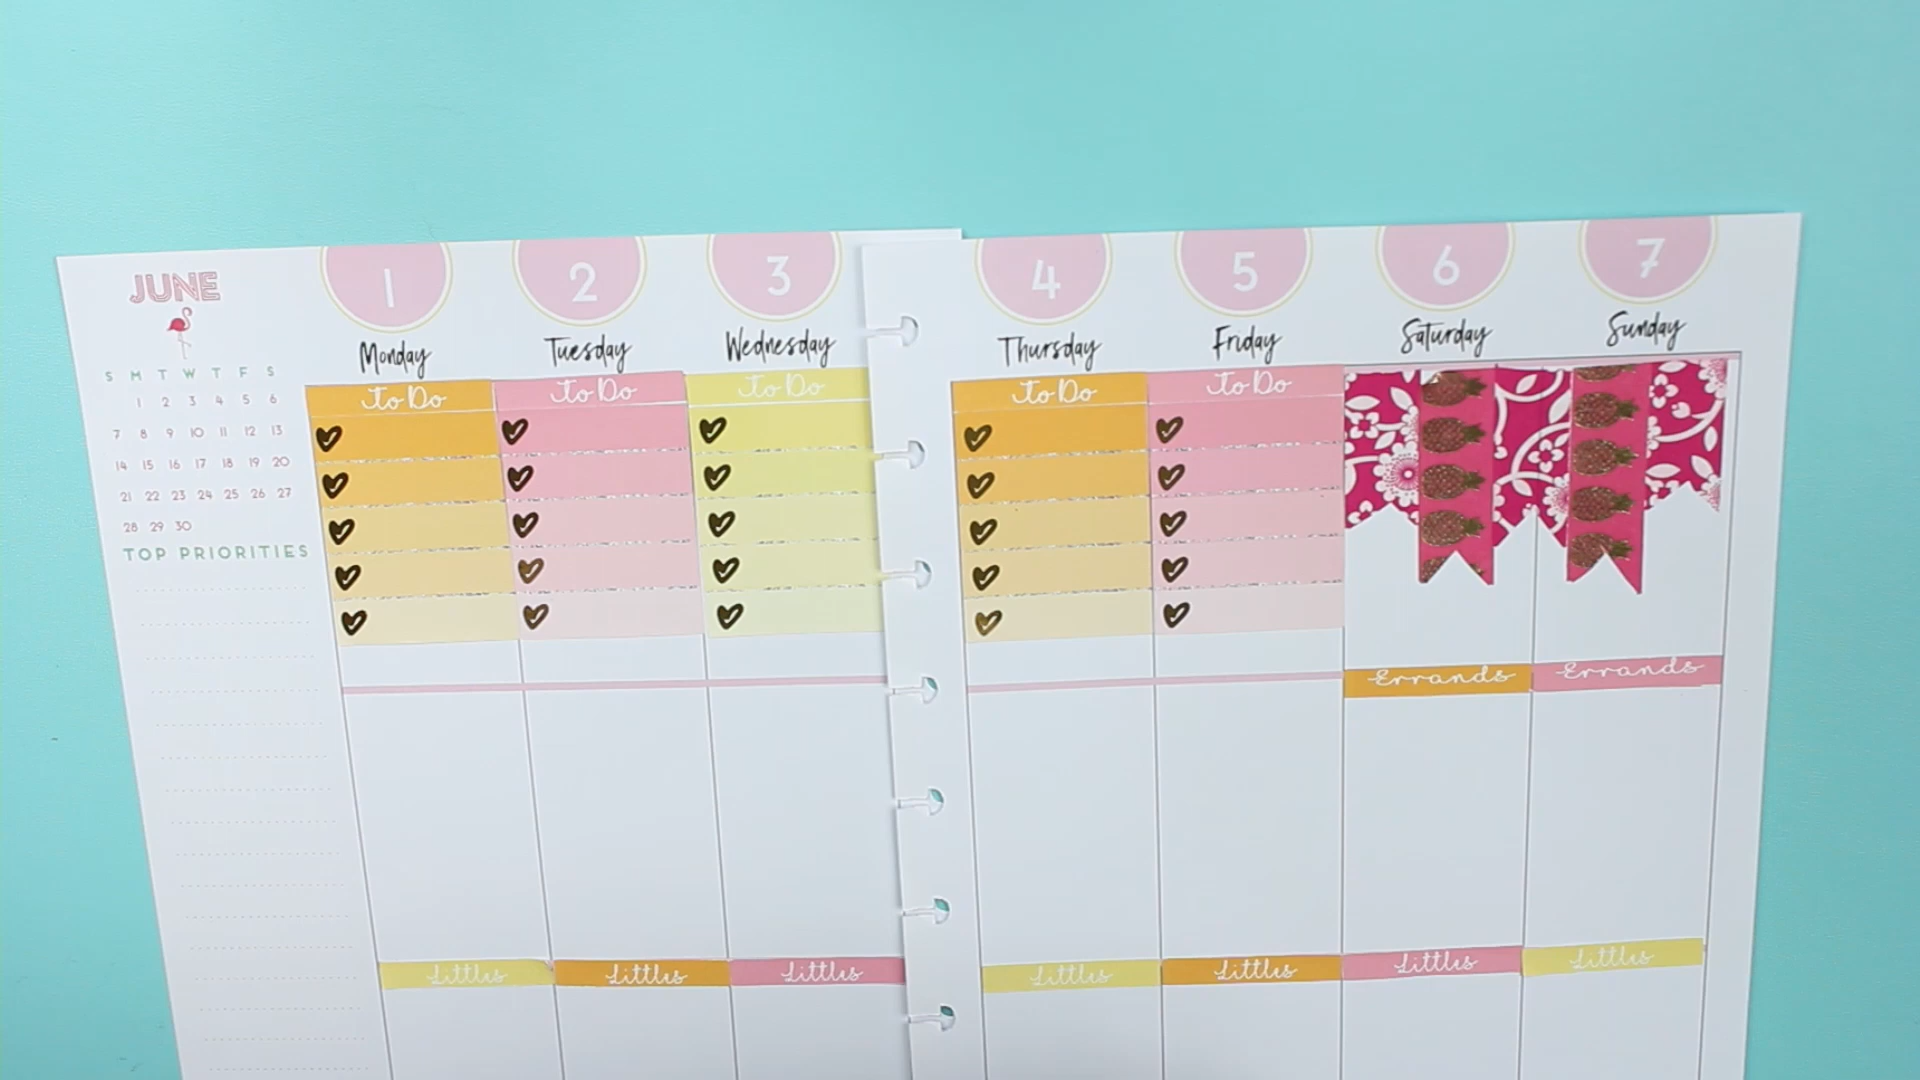 JUNE
S M T W T F S
1 2 3 4 5 6
7 8 9 10 11 12 13
14 15 16 17 18 19 20
21 22 23 24 25 26 27
28 29 30
TOP PRIORITIES
1 2 3
Monday Tuesday Wednesday
to Do to Do to Do
Littles Littles Littles
4 5 6 7
Thursday Friday Saturday Sunday
to Do to Do
Errands Errands
Littles Littles Littles Littles